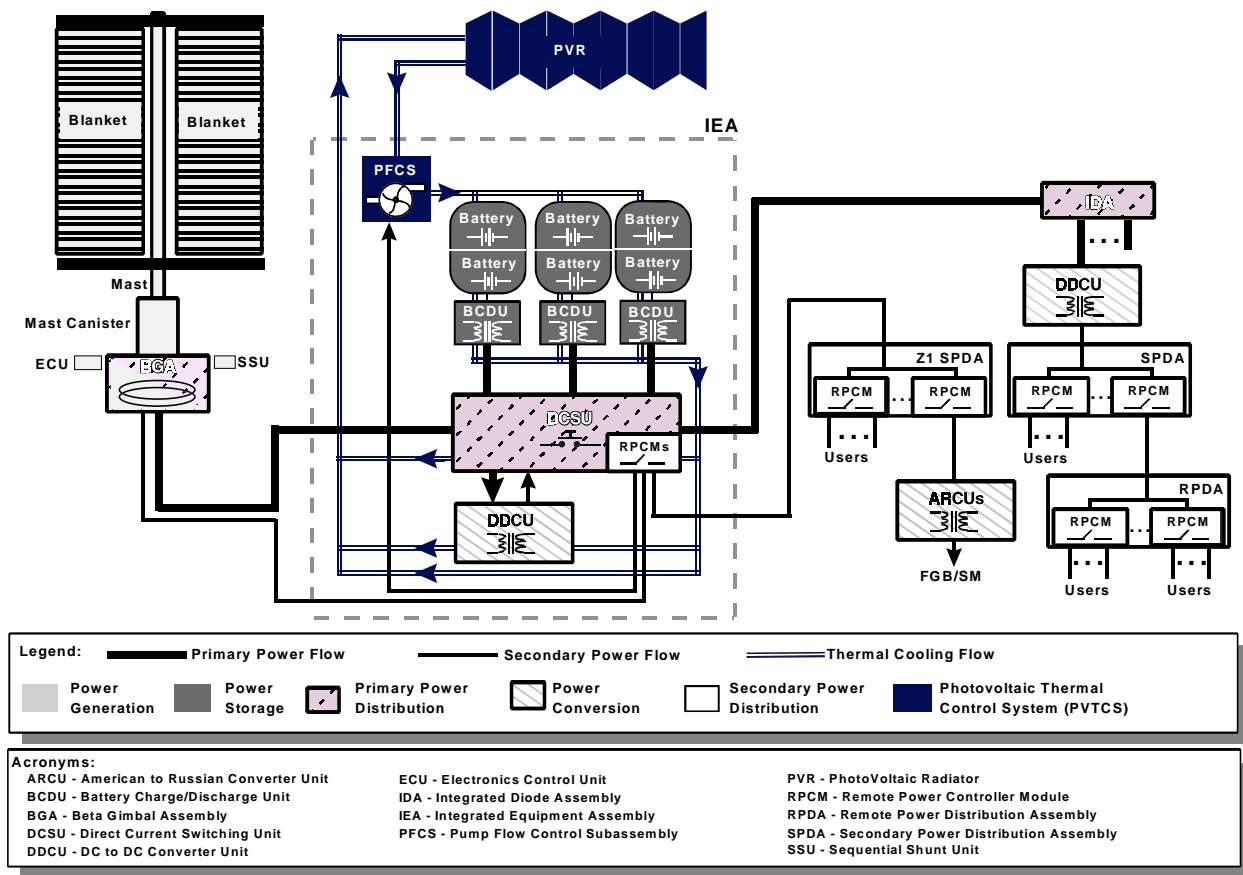 PVR
IEA
Blanket
Blanket
PFCS
IDA
...
Battery
Battery
Battery
Battery
Battery
Battery
DDCU
Mast
BCDU
BCDU
BCDU
Mast Canister
ECU
BGA
SSU
Z1 SPDA
SPDA
RPCM
...
RPCM
RPCM
...
RPCM
DCSU
RPCMs
...
Users
...
Users
DDCU
ARCUs
RPDA
RPCM
...
RPCM
FGB/SM
...
Users
...
Users
Legend:
Primary Power Flow
Secondary Power Flow
Thermal Cooling Flow
Power
Generation
Power
Storage
Primary Power
Distribution
Power
Conversion
Secondary Power
Distribution
Photovoltaic Thermal
Control System (PVTCS)
Acronyms:
ARCU - American to Russian Converter Unit
BCDU - Battery Charge/Discharge Unit
BGA - Beta Gimbal Assembly
DCSU - Direct Current Switching Unit
DDCU - DC to DC Converter Unit
ECU - Electronics Control Unit
IDA - Integrated Diode Assembly
IEA - Integrated Equipment Assembly
PFCS - Pump Flow Control Subassembly
PVR - PhotoVoltaic Radiator
RPCM - Remote Power Controller Module
RPDA - Remote Power Distribution Assembly
SPDA - Secondary Power Distribution Assembly
SSU - Sequential Shunt Unit